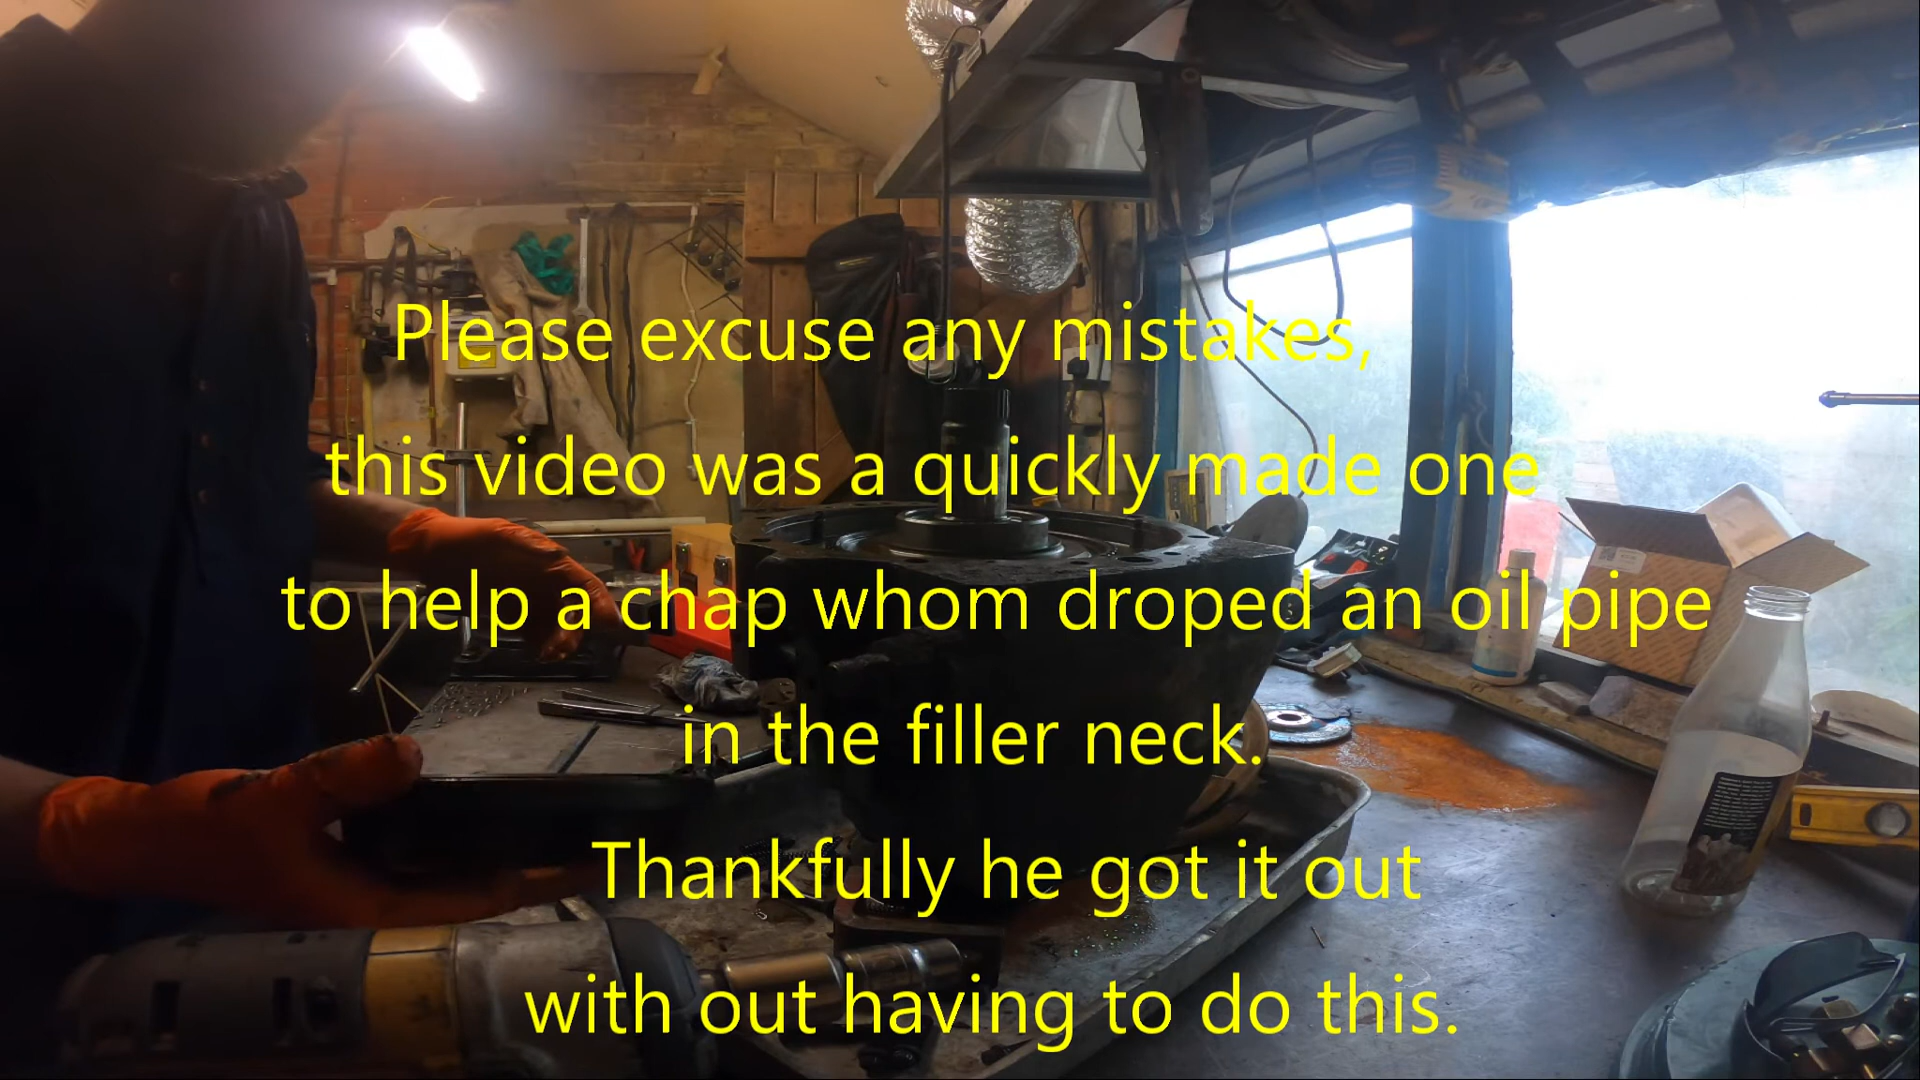 Please excuse any mistakes,
this video was a quickly made one
to help a chap whom droped an oil pipe
in the filler neck.
Thankfully he got it out
with out having to do this.